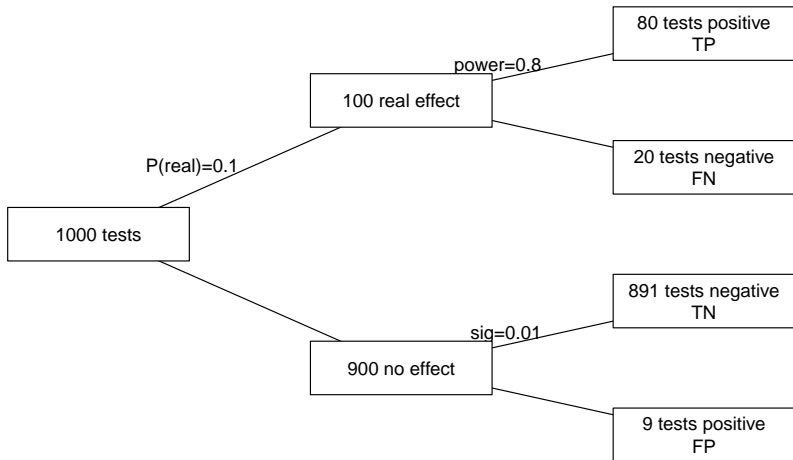 80 tests positive
TP
power=0.8
100 real effect
20 tests negative
FN
P(real)=0.1
1000 tests
891 tests negative
TN
sig=0.01
900 no effect
9 tests positive
FP